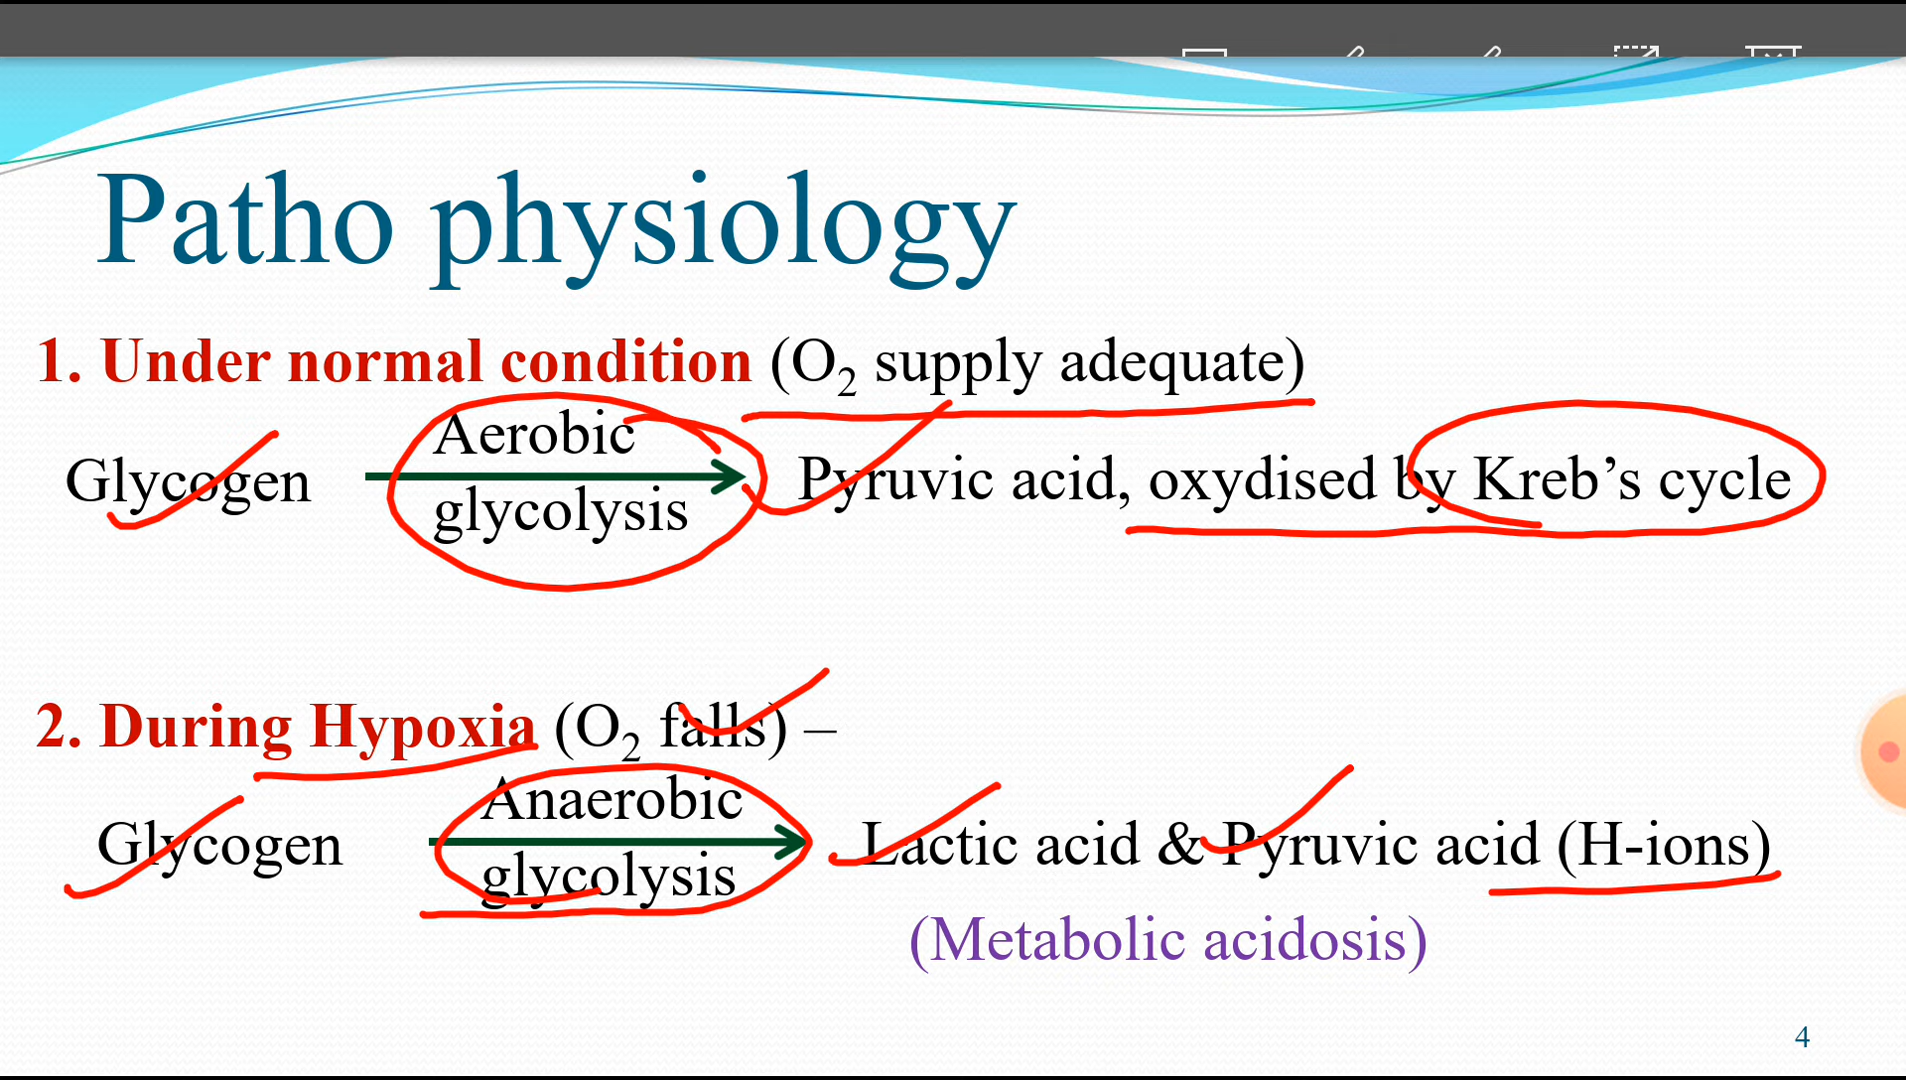 Patho physiology
1. Under normal condition (O₂ supply adequate)
Aerobic
Glycogen Pyruvic acid, oxydised by Kreb’s cycle
glycolysis
2. During Hypoxia (O₂ falls) –
Anaerobic
Glycogen Lactic acid & Pyruvic acid (H-ions)
glycolysis
(Metabolic acidosis)
4